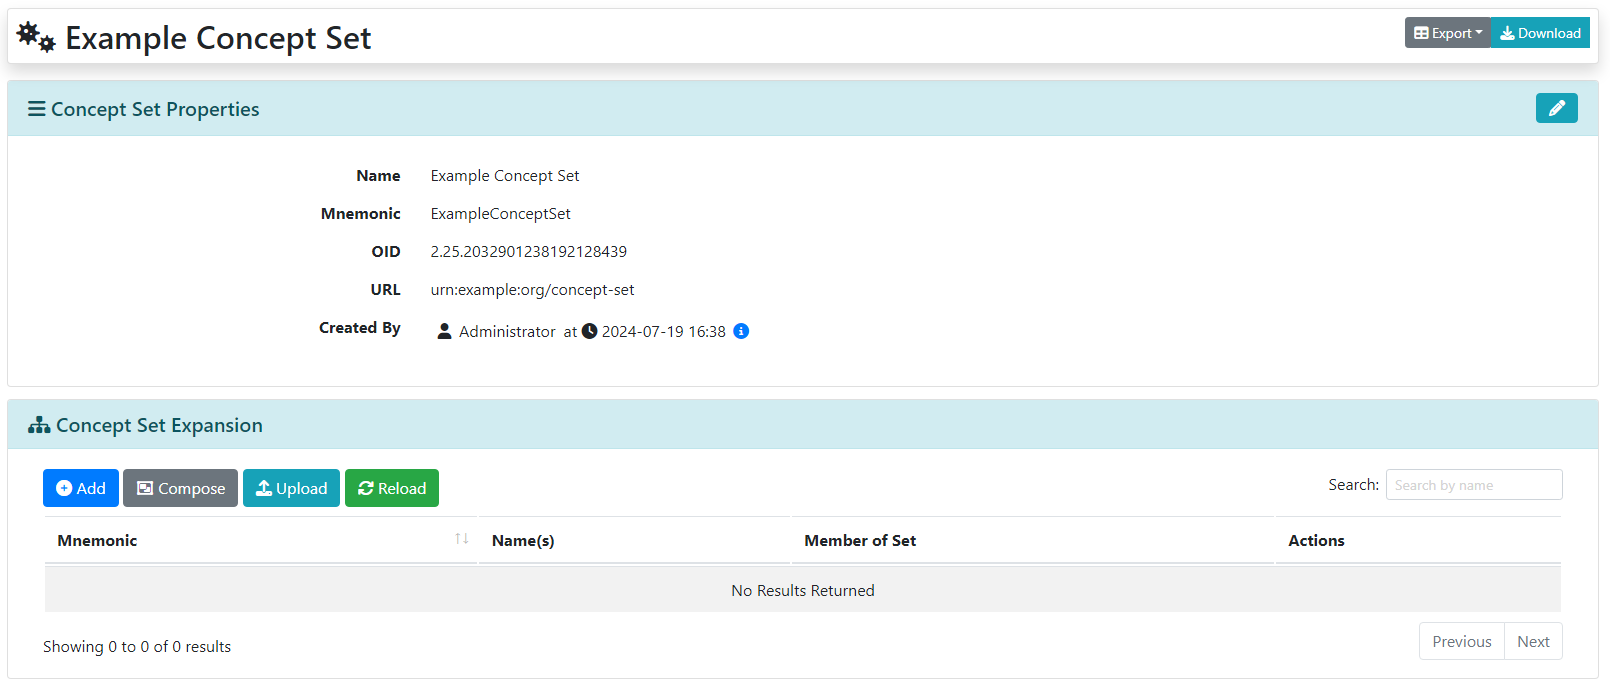 Example Concept Set
Export
Download
Concept Set Properties
Name Example Concept Set
Mnemonic ExampleConceptSet
OID 2.25.2032901238192128439
URL urn:example:org/concept-set
Created By Administrator at 2024-07-19 16:38
Concept Set Expansion
Add Compose Upload Reload Search: Search by name
Mnemonic Name(s) Member of Set Actions
No Results Returned
Showing 0 to 0 of 0 results Previous Next